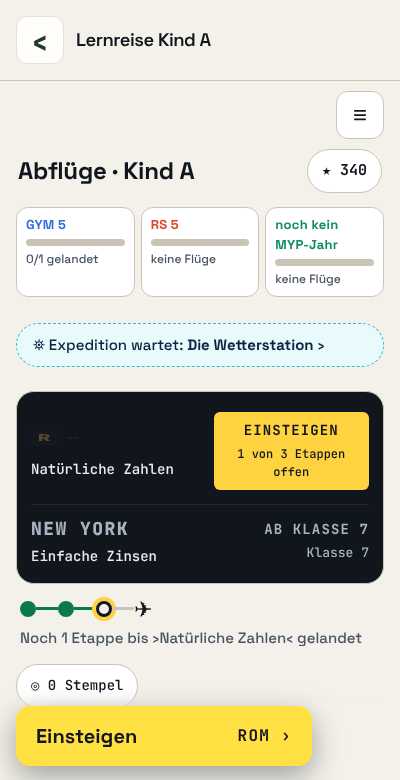 < Lernreise Kind A
≡
Abflüge · Kind A
★ 340
GYM 5
0/1 gelandet
RS 5
keine Flüge
noch kein
MYP-Jahr
keine Flüge
⛯ Expedition wartet: Die Wetterstation ›
R --
Natürliche Zahlen
EINSTEIGEN
1 von 3 Etappen
offen
NEW YORK
Einfache Zinsen
AB KLASSE 7
Klasse 7
Noch 1 Etappe bis ›Natürliche Zahlen‹ gelandet
◎ 0 Stempel
Einsteigen ROM ›